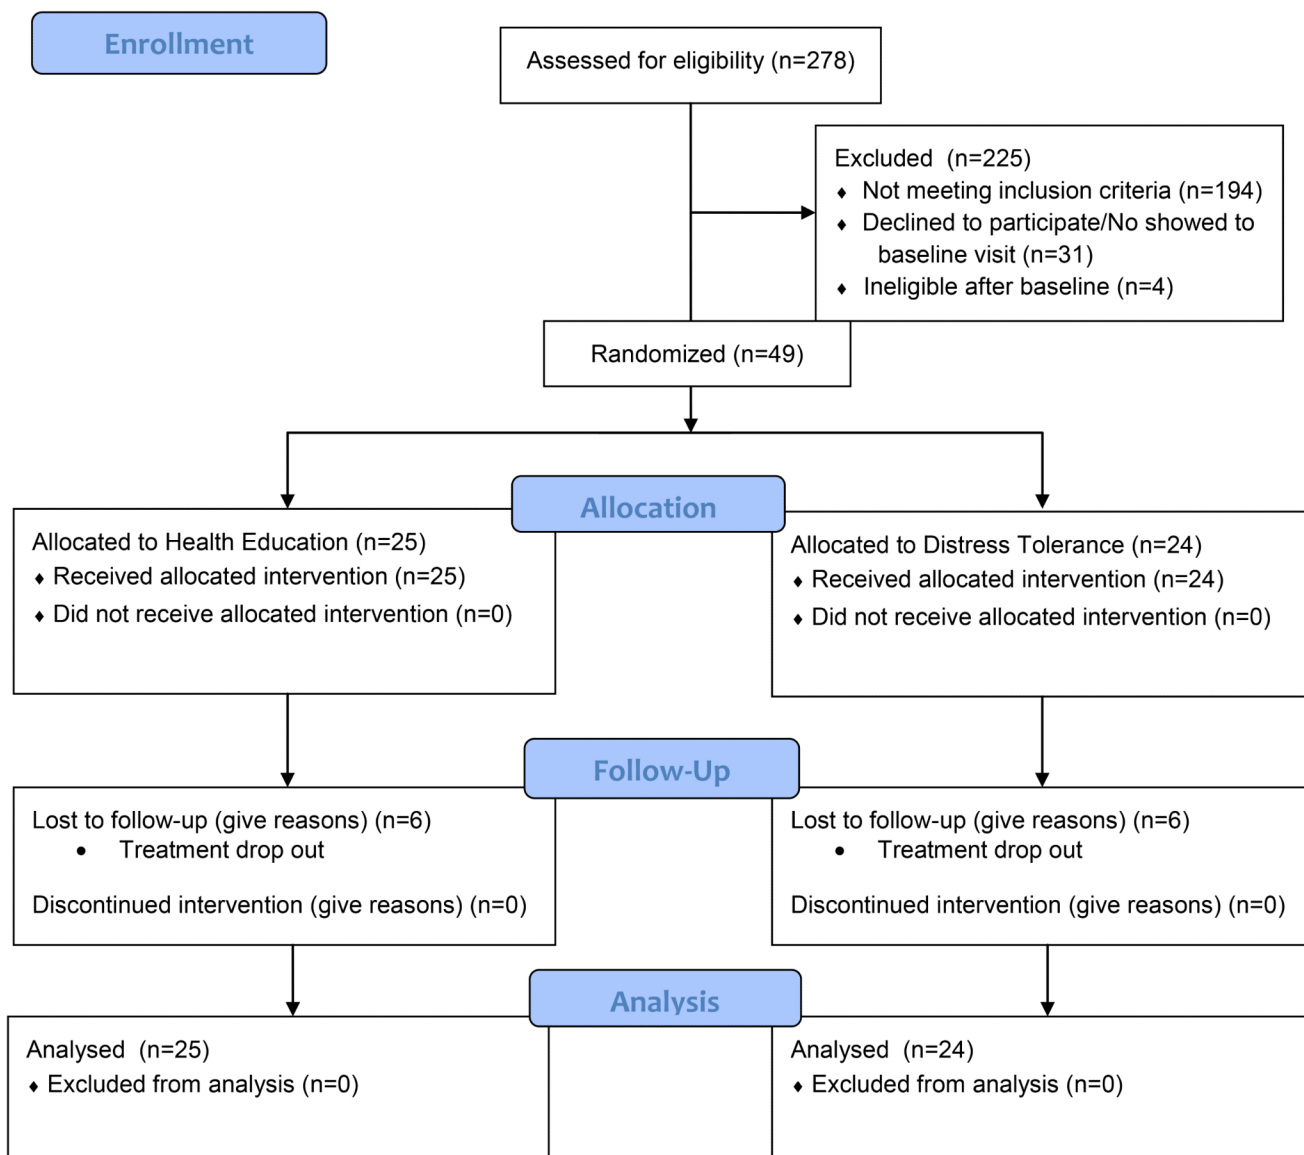 Enrollment
Assessed for eligibility (n=278)
Excluded (n=225)
♦ Not meeting inclusion criteria (n=194)
♦ Declined to participate/No showed to
baseline visit (n=31)
♦ Ineligible after baseline (n=4)
Randomized (n=49)
Allocation
Allocated to Health Education (n=25)
♦ Received allocated intervention (n=25)
♦ Did not receive allocated intervention (n=0)
Allocated to Distress Tolerance (n=24)
♦ Received allocated intervention (n=24)
♦ Did not receive allocated intervention (n=0)
Follow-Up
Lost to follow-up (give reasons) (n=6)
• Treatment drop out
Discontinued intervention (give reasons) (n=0)
Lost to follow-up (give reasons) (n=6)
• Treatment drop out
Discontinued intervention (give reasons) (n=0)
Analysis
Analysed (n=25)
♦ Excluded from analysis (n=0)
Analysed (n=24)
♦ Excluded from analysis (n=0)